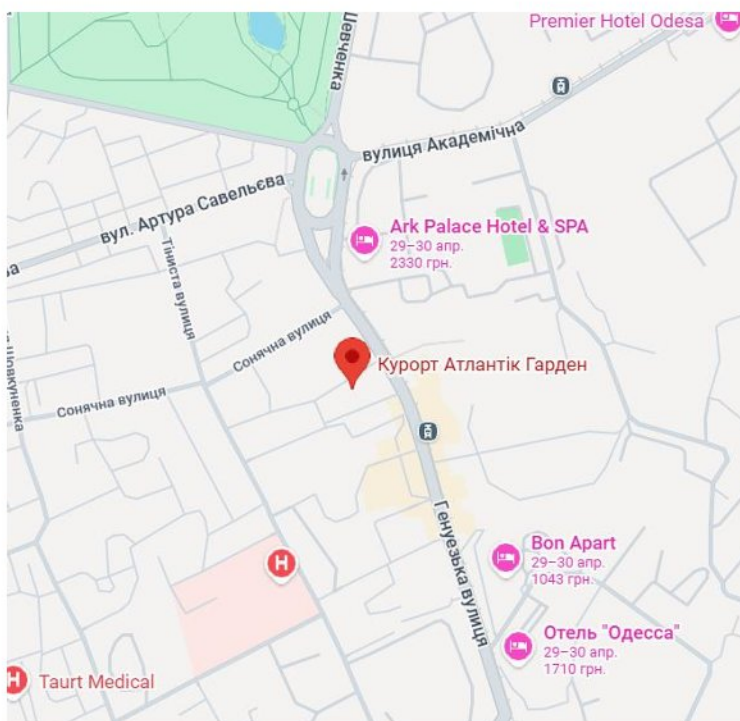 Premier Hotel Odesa
Шевченка
вулиця Академічна
вул. Артура Савельєва
Ark Palace Hotel & SPA
29–30 апр.
2330 грн.
Тіниста вулиця
Сонячна вулиця
Курорт Атлантік Гарден
Сонячна вулиця
Шовкуненка
Генуезька вулиця
H
Bon Apart
29–30 апр.
1043 грн.
Отель "Одесса"
29–30 апр.
1710 грн.
H
Taurt Medical